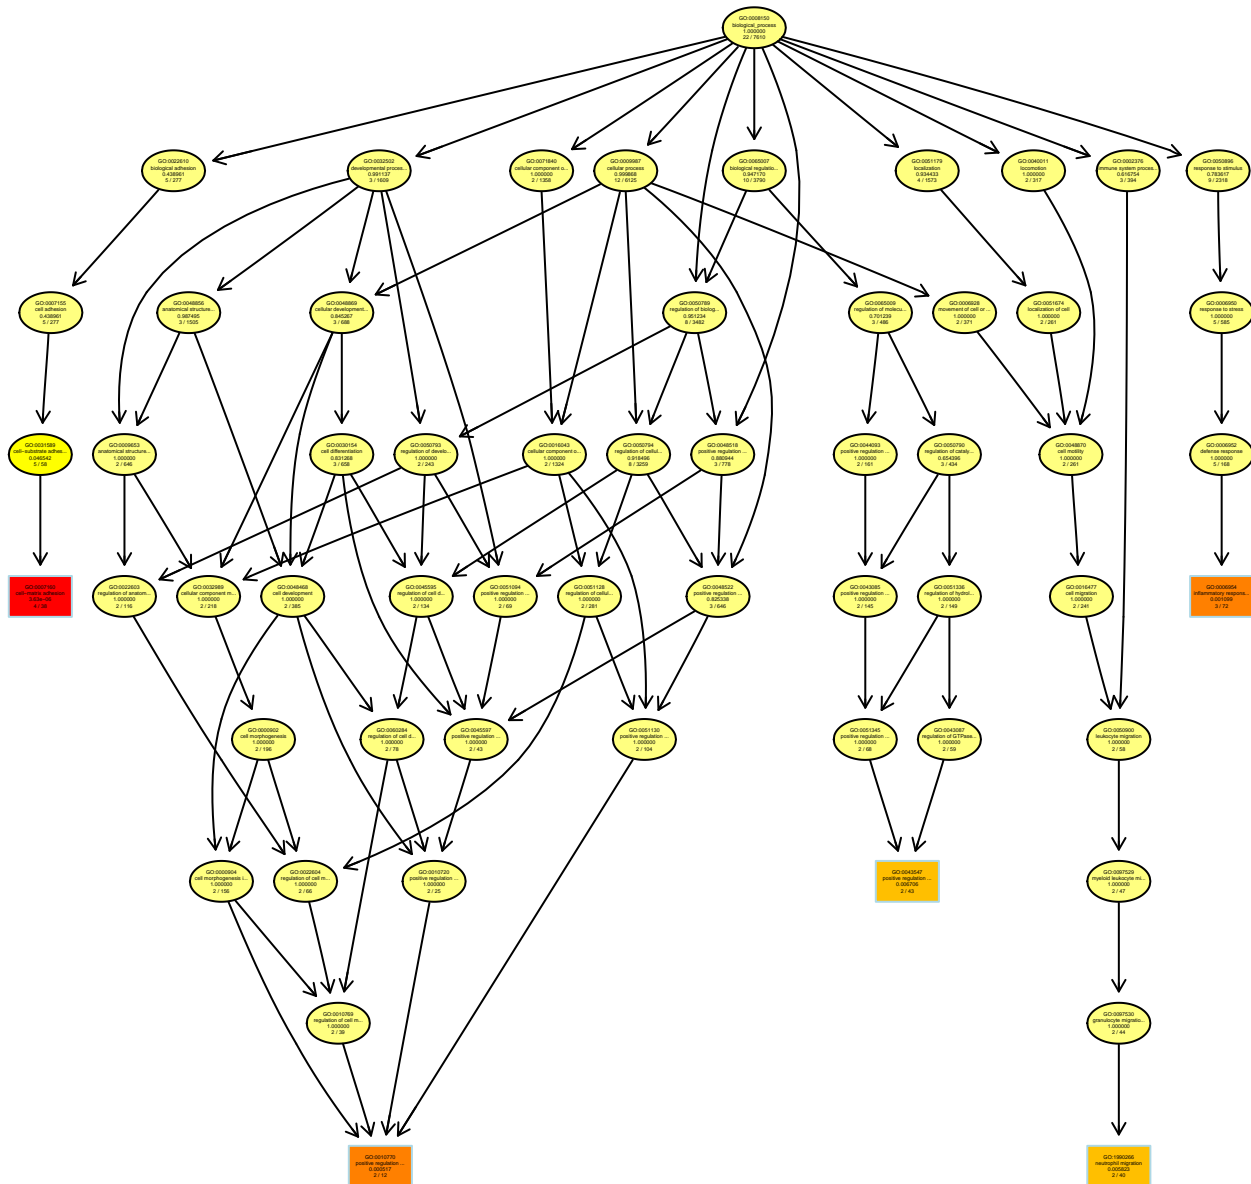 GO:0008150
biological_process
1.000000
22 / 7610
GO:0022610
biological adhesion
0.438961
5 / 277
GO:0032502
developmental proces...
0.991137
3 / 1609
GO:0071840
cellular component o...
1.000000
2 / 1358
GO:0009987
cellular process
0.999868
12 / 6125
GO:0065007
biological regulatio...
0.947170
10 / 3790
GO:0051179
localization
0.934433
4 / 1573
GO:0040011
locomotion
1.000000
2 / 317
GO:0002376
immune system proces...
0.616754
3 / 394
GO:0050896
response to stimulus
0.783617
9 / 2318
GO:0007155
cell adhesion
0.438961
5 / 277
GO:0048856
anatomical structure...
0.987495
3 / 1505
GO:0048869
cellular development...
0.845267
3 / 688
GO:0050789
regulation of biolog...
0.951234
8 / 3482
GO:0065009
regulation of molecu...
0.701239
3 / 486
GO:0006928
movement of cell or ...
1.000000
2 / 371
GO:0051674
localization of cell
1.000000
2 / 261
GO:0006950
response to stress
1.000000
5 / 585
GO:0031589
cell−substrate adhes...
0.046542
5 / 58
GO:0009653
anatomical structure...
1.000000
2 / 646
GO:0030154
cell differentiation
0.831268
3 / 658
GO:0050793
regulation of develo...
1.000000
2 / 243
GO:0016043
cellular component o...
1.000000
2 / 1324
GO:0050794
regulation of cellul...
0.918496
8 / 3259
GO:0048518
positive regulation ...
0.880944
3 / 778
GO:0044093
positive regulation ...
1.000000
2 / 161
GO:0050790
regulation of cataly...
0.654396
3 / 434
GO:0048870
cell motility
1.000000
2 / 261
GO:0006952
defense response
1.000000
5 / 168
GO:0007160
cell−matrix adhesion
4 / 38
GO:0022603
regulation of anatom...
1.000000
2 / 116
GO:0032989
cellular component m...
1.000000
2 / 218
GO:0048468
cell development
1.000000
2 / 385
GO:0045595
regulation of cell d...
1.000000
2 / 134
GO:0051094
positive regulation ...
1.000000
2 / 69
GO:0051128
regulation of cellul...
1.000000
2 / 281
GO:0048522
positive regulation ...
0.825338
3 / 646
GO:0043085
positive regulation ...
1.000000
2 / 145
GO:0051336
regulation of hydrol...
1.000000
2 / 149
GO:0016477
cell migration
1.000000
2 / 241
GO:0006954
inflammatory respons...
0.001099
3 / 72
GO:0000902
cell morphogenesis
1.000000
2 / 196
GO:0060284
regulation of cell d...
1.000000
2 / 78
GO:0045597
positive regulation ...
1.000000
2 / 43
GO:0051130
positive regulation ...
1.000000
2 / 104
GO:0051345
positive regulation ...
1.000000
2 / 68
GO:0043087
regulation of GTPase...
1.000000
2 / 59
GO:0050900
leukocyte migration
1.000000
2 / 58
GO:0000904
cell morphogenesis i...
1.000000
2 / 156
GO:0022604
regulation of cell m...
1.000000
2 / 66
GO:0010720
positive regulation ...
1.000000
2 / 25
GO:0043547
positive regulation ...
0.006706
2 / 43
GO:0097529
myeloid leukocyte mi...
1.000000
2 / 47
GO:0010769
regulation of cell m...
1.000000
2 / 39
GO:0097530
granulocyte migratio...
1.000000
2 / 44
GO:0010770
positive regulation ...
0.000517
2 / 12
GO:1990266
neutrophil migration
0.005823
2 / 40